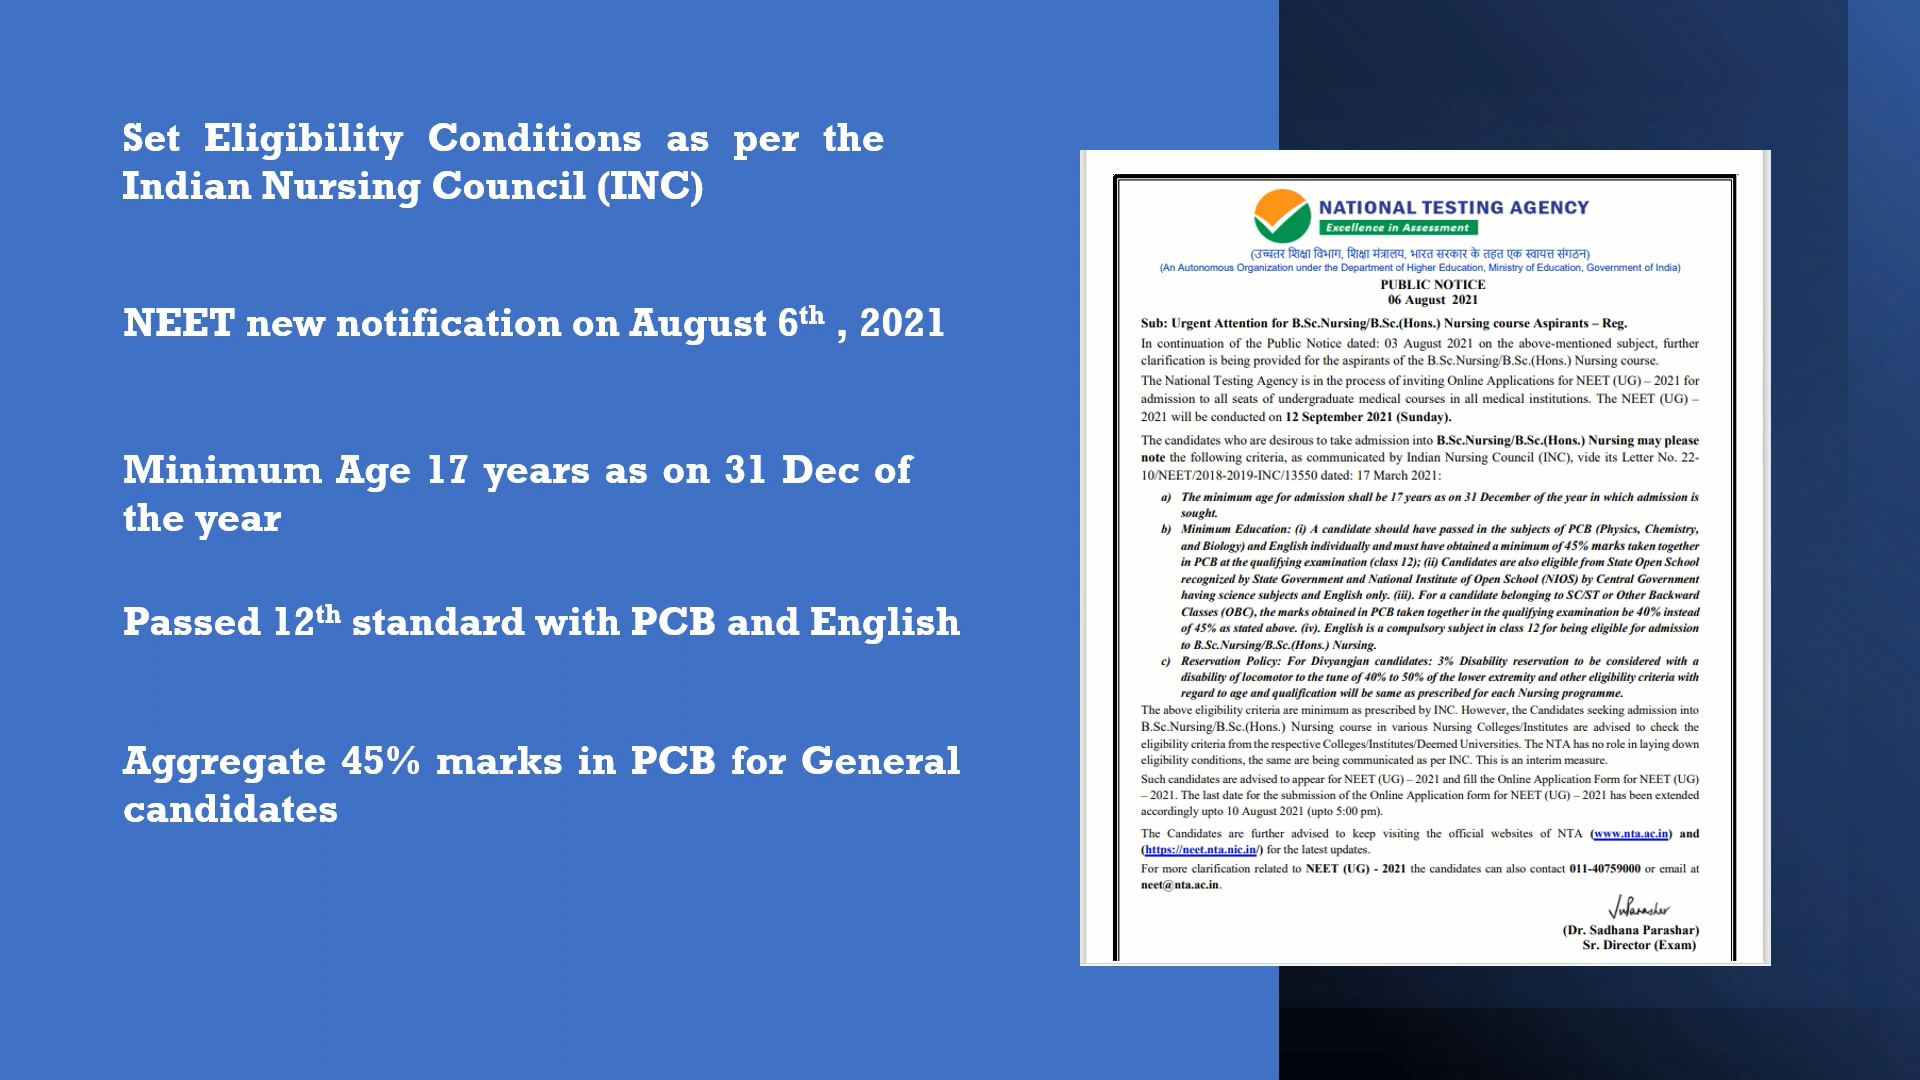 Set Eligibility Conditions as per the
Indian Nursing Council (INC)
NEET new notification on August 6th , 2021
Minimum Age 17 years as on 31 Dec of
the year
Passed 12th standard with PCB and English
Aggregate 45% marks in PCB for General
candidates
NATIONAL TESTING AGENCY
Excellence in Assessment
(उच्चतर शिक्षा विभाग, शिक्षा मंत्रालय, भारत सरकार के तहत एक स्वायत्त संगठन)
(An Autonomous Organization under the Department of Higher Education, Ministry of Education, Government of India)
PUBLIC NOTICE
06 August 2021
Sub: Urgent Attention for B.Sc.Nursing/B.Sc.(Hons.) Nursing course Aspirants – Reg.
In continuation of the Public Notice dated: 03 August 2021 on the above-mentioned subject, further
clarification is being provided for the aspirants of the B.Sc.Nursing/B.Sc.(Hons.) Nursing course.
The National Testing Agency is in the process of inviting Online Applications for NEET (UG) – 2021 for
admission to all seats of undergraduate medical courses in all medical institutions. The NEET (UG) –
2021 will be conducted on 12 September 2021 (Sunday).
The candidates who are desirous to take admission into B.Sc.Nursing/B.Sc.(Hons.) Nursing may please
note the following criteria, as communicated by Indian Nursing Council (INC), vide its Letter No. 22-
10/NEET/2018-2019-INC/13550 dated: 17 March 2021:
a) The minimum age for admission shall be 17 years as on 31 December of the year in which admission is
sought.
b) Minimum Education: (i) A candidate should have passed in the subjects of PCB (Physics, Chemistry,
and Biology) and English individually and must have obtained a minimum of 45% marks taken together
in PCB at the qualifying examination (class 12); (ii) Candidates are also eligible from State Open School
recognized by State Government and National Institute of Open School (NIOS) by Central Government
having science subjects and English only. (iii). For a candidate belonging to SC/ST or Other Backward
Classes (OBC), the marks obtained in PCB taken together in the qualifying examination be 40% instead
of 45% as stated above. (iv). English is a compulsory subject in class 12 for being eligible for admission
to B.Sc.Nursing/B.Sc.(Hons.) Nursing.
c) Reservation Policy: For Divyangjan candidates: 3% Disability reservation to be considered with a
disability of locomotor to the tune of 40% to 50% of the lower extremity and other eligibility criteria with
regard to age and qualification will be same as prescribed for each Nursing programme.
The above eligibility criteria are minimum as prescribed by INC. However, the Candidates seeking admission into
B.Sc.Nursing/B.Sc.(Hons.) Nursing course in various Nursing Colleges/Institutes are advised to check the
eligibility criteria from the respective Colleges/Institutes/Deemed Universities. The NTA has no role in laying down
eligibility conditions, the same are being communicated as per INC. This is an interim measure.
Such candidates are advised to appear for NEET (UG) – 2021 and fill the Online Application Form for NEET (UG)
– 2021. The last date for the submission of the Online Application form for NEET (UG) – 2021 has been extended
accordingly upto 10 August 2021 (upto 5:00 pm).
The Candidates are further advised to keep visiting the official websites of NTA (www.nta.ac.in) and
(https://neet.nta.nic.in/) for the latest updates.
For more clarification related to NEET (UG) - 2021 the candidates can also contact 011-40759000 or email at
neet@nta.ac.in.
(Dr. Sadhana Parashar)
Sr. Director (Exam)